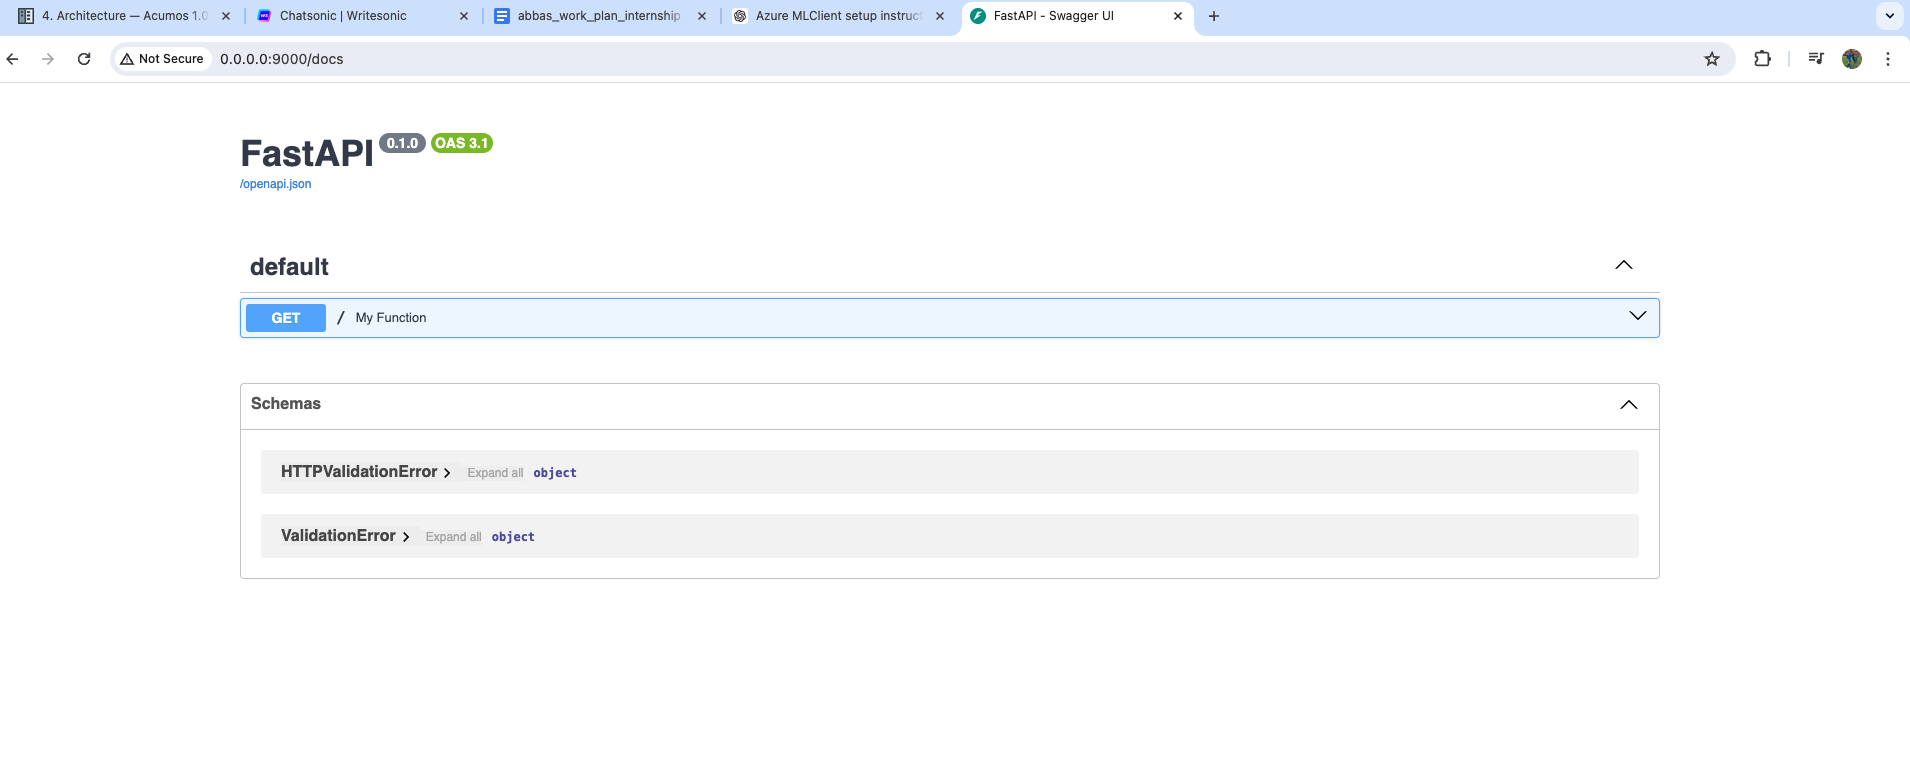 4. Architecture — Acumos 1.0
Chatsonic | Writesonic
abbas_work_plan_internship
Azure MLClient setup instruc
FastAPI - Swagger UI
Not Secure
0.0.0.0:9000/docs
FastAPI 0.1.0 OAS 3.1
/openapi.json
default
GET / My Function
Schemas
HTTPValidationError Expand all object
ValidationError Expand all object